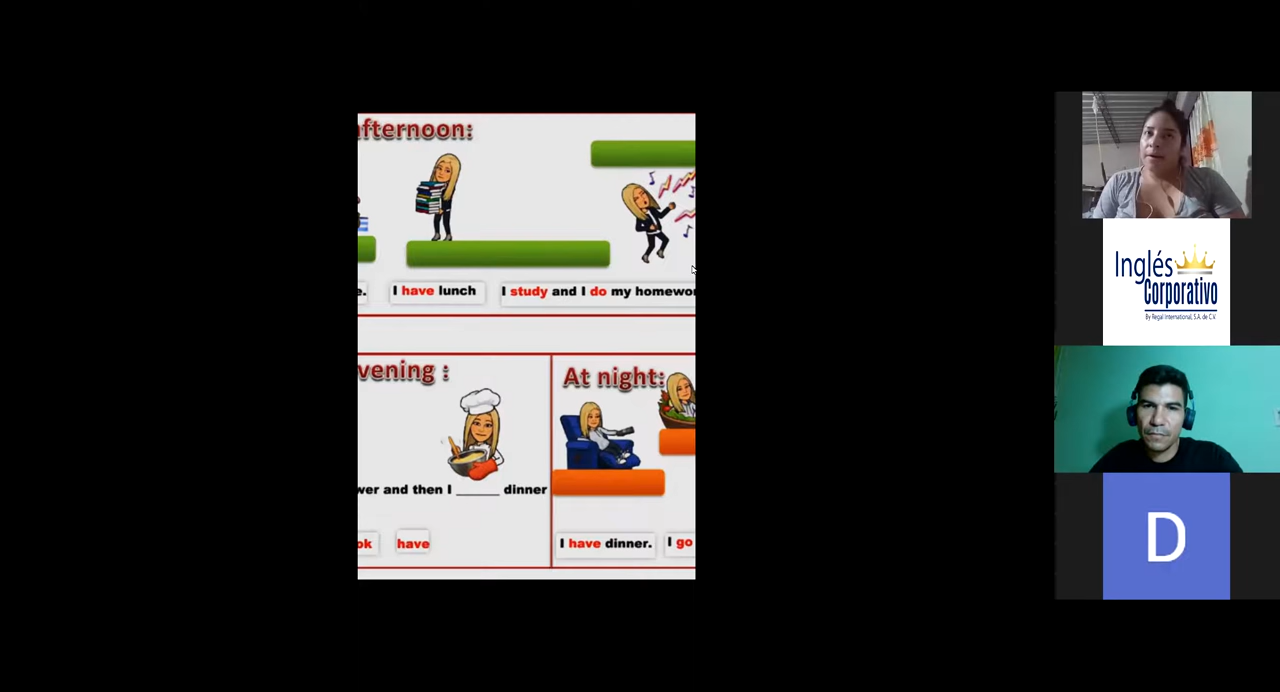 afternoon:
e.
I have lunch
I study and I do my homewor
vening :
wer and then I ______ dinner
ok
have
At night:
I have dinner.
I go
Inglés
Corporativo
By Regal International, S.A. de C.V.
D